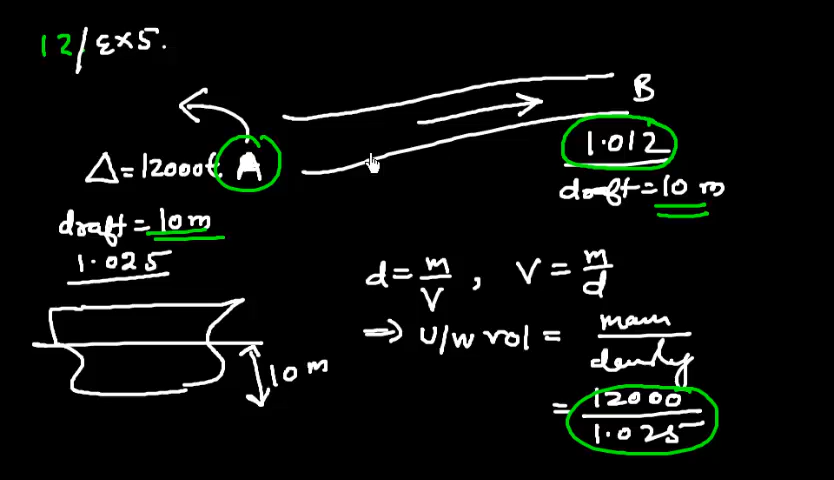 12/Ex5.
B
A
1.012
Δ=12000t.
draft=10 m
draft=10m
1.025
d=m/V, V=m/d
10 m
=> U/W vol = mass/density
= 12000/1.025